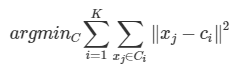 $argmin_C \sum_{i=1}^{K} \sum_{x_j \in C_i} \| x_j - c_i \|^2$